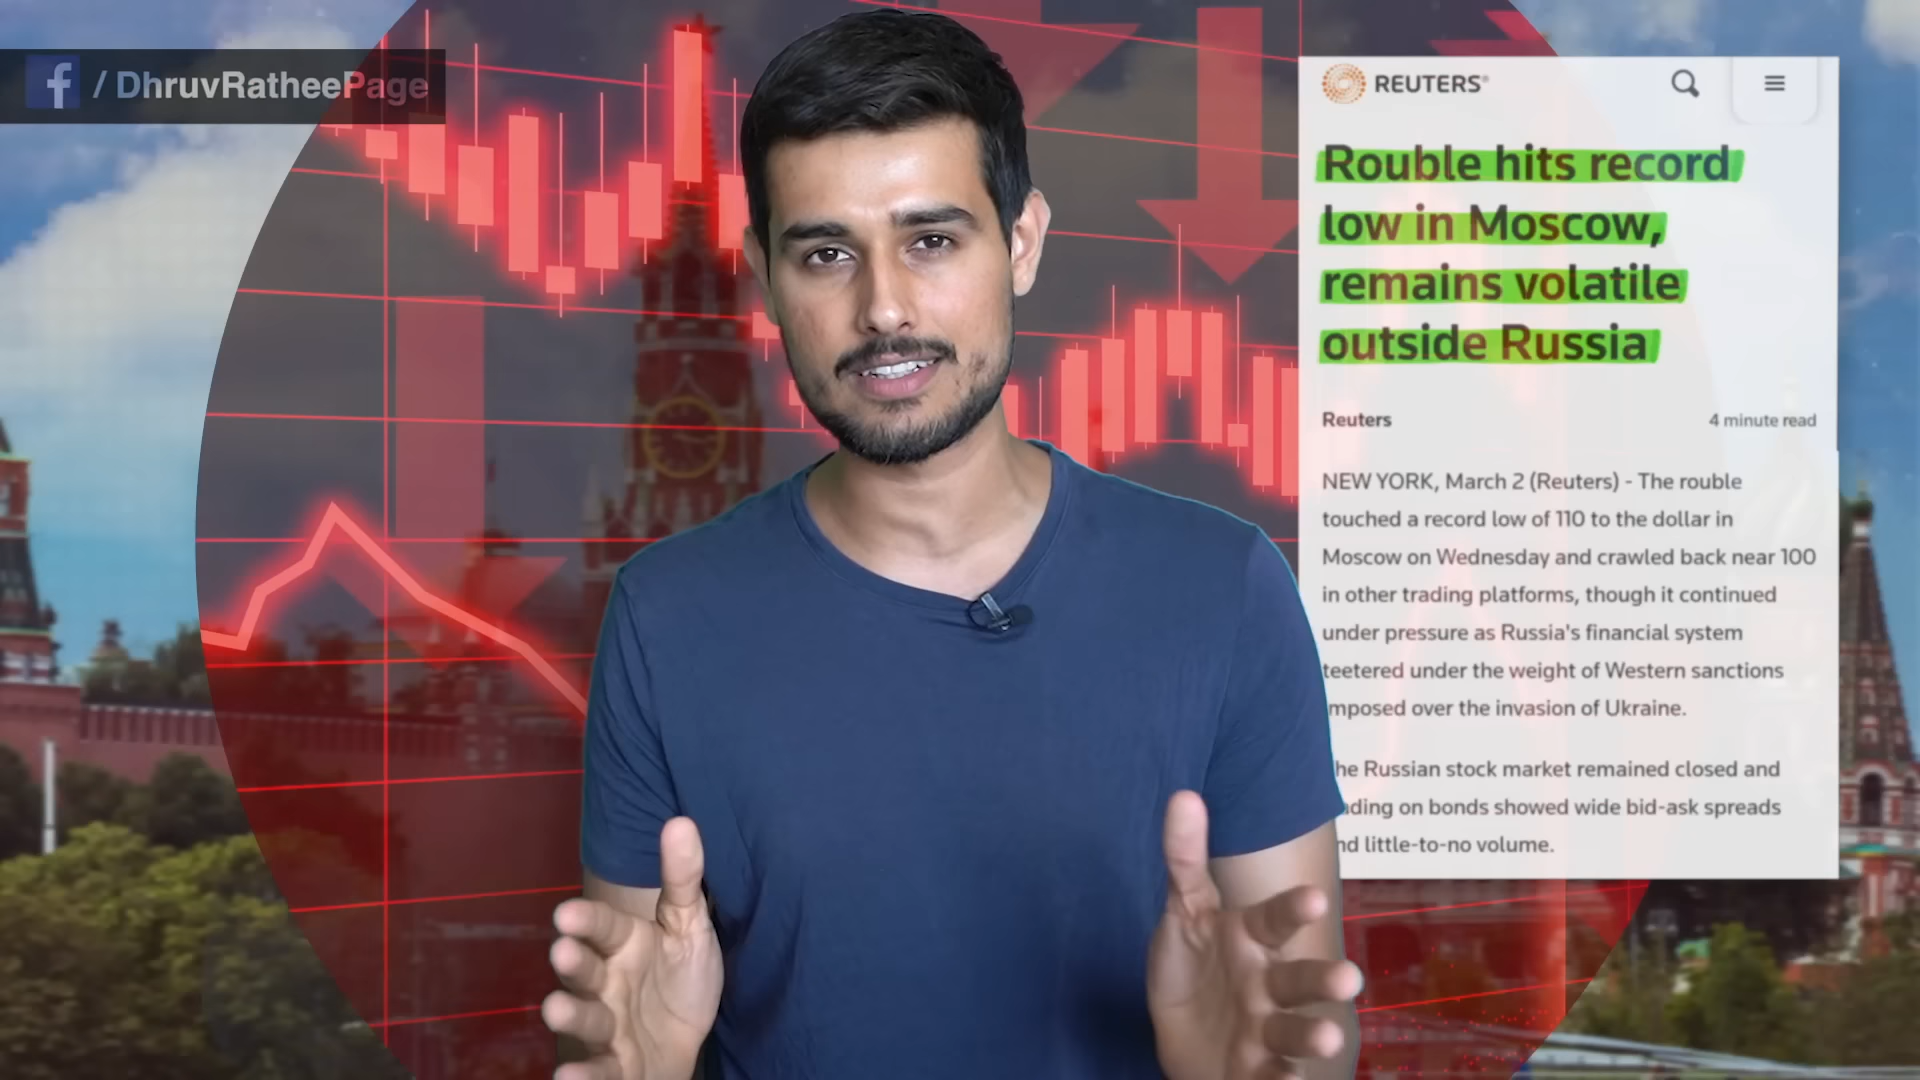 / DhruvRatheePage
REUTERS®
Rouble hits record
low in Moscow,
remains volatile
outside Russia
Reuters
4 minute read
NEW YORK, March 2 (Reuters) - The rouble
touched a record low of 110 to the dollar in
Moscow on Wednesday and crawled back near 100
in other trading platforms, though it continued
under pressure as Russia's financial system
teetered under the weight of Western sanctions
mposed over the invasion of Ukraine.
he Russian stock market remained closed and
ding on bonds showed wide bid-ask spreads
nd little-to-no volume.